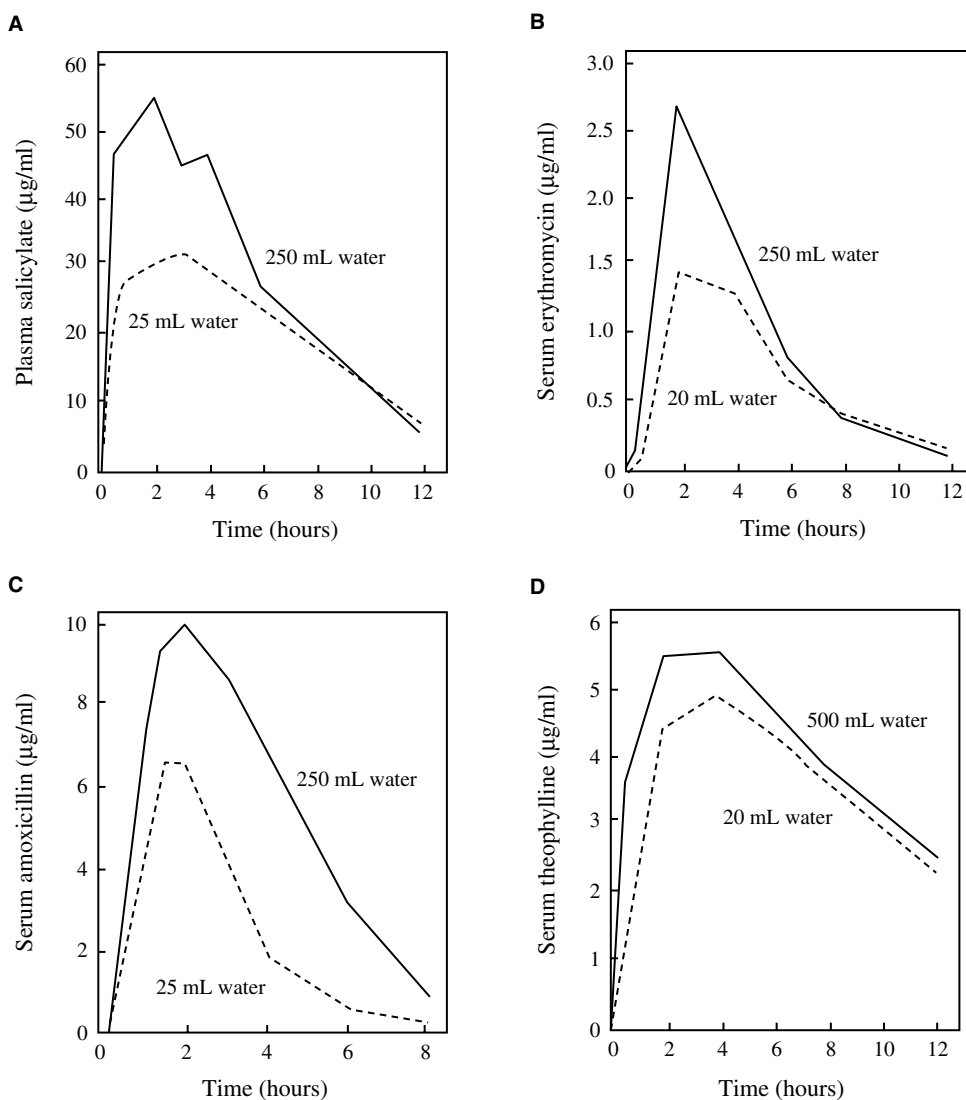 A
Plasma salicylate (µg/ml)
60
50
40
30
20
10
0
250 mL water
25 mL water
0 2 4 6 8 10 12
Time (hours)
B
Serum erythromycin (µg/ml)
3.0
2.5
2.0
1.5
1.0
0.5
0
250 mL water
20 mL water
0 2 4 6 8 10 12
Time (hours)
C
Serum amoxicillin (µg/ml)
10
8
6
4
2
0
250 mL water
25 mL water
0 2 4 6 8
Time (hours)
D
Serum theophylline (µg/ml)
6
5
4
3
2
1
0
500 mL water
20 mL water
0 2 4 6 8 10 12
Time (hours)